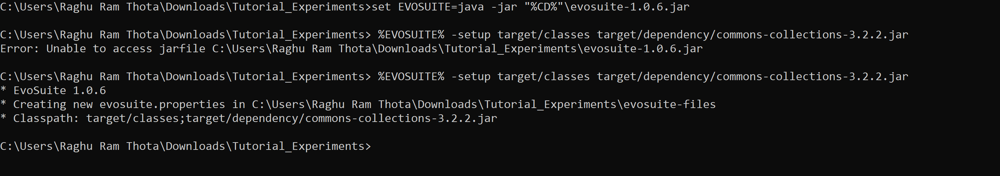 C:\Users\Raghu Ram Thota\Downloads\Tutorial_Experiments>set EVOSUITE=java -jar "%CD%"\evosuite-1.0.6.jar
C:\Users\Raghu Ram Thota\Downloads\Tutorial_Experiments> %EVOSUITE% -setup target/classes target/dependency/commons-collections-3.2.2.jar
Error: Unable to access jarfile C:\Users\Raghu Ram Thota\Downloads\Tutorial_Experiments\evosuite-1.0.6.jar
C:\Users\Raghu Ram Thota\Downloads\Tutorial_Experiments> %EVOSUITE% -setup target/classes target/dependency/commons-collections-3.2.2.jar
* EvoSuite 1.0.6
* Creating new evosuite.properties in C:\Users\Raghu Ram Thota\Downloads\Tutorial_Experiments\evosuite-files
* Classpath: target/classes;target/dependency/commons-collections-3.2.2.jar
C:\Users\Raghu Ram Thota\Downloads\Tutorial_Experiments>